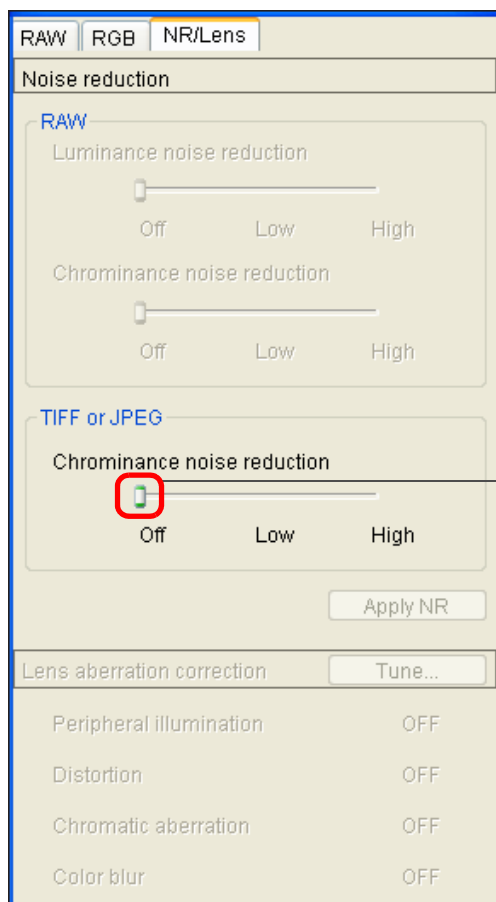 RAW RGB NR/Lens
Noise reduction
RAW
Luminance noise reduction
Off Low High
Chrominance noise reduction
Off Low High
TIFF or JPEG
Chrominance noise reduction
Off Low High
Apply NR
Lens aberration correction Tune...
Peripheral illumination OFF
Distortion OFF
Chromatic aberration OFF
Color blur OFF